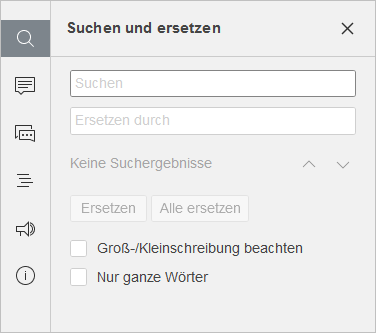 Suchen und ersetzen
Suchen
Ersetzen durch
Keine Suchergebnisse
Ersetzen
Alle ersetzen
Groß-/Kleinschreibung beachten
Nur ganze Wörter